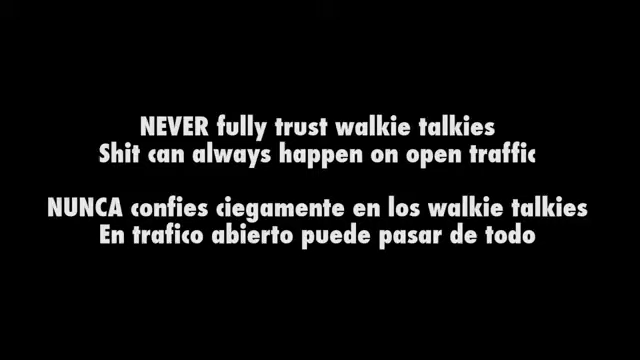 NEVER fully trust walkie talkies
Shit can always happen on open traffic
NUNCA confies ciegamente en los walkie talkies
En trafico abierto puede pasar de todo